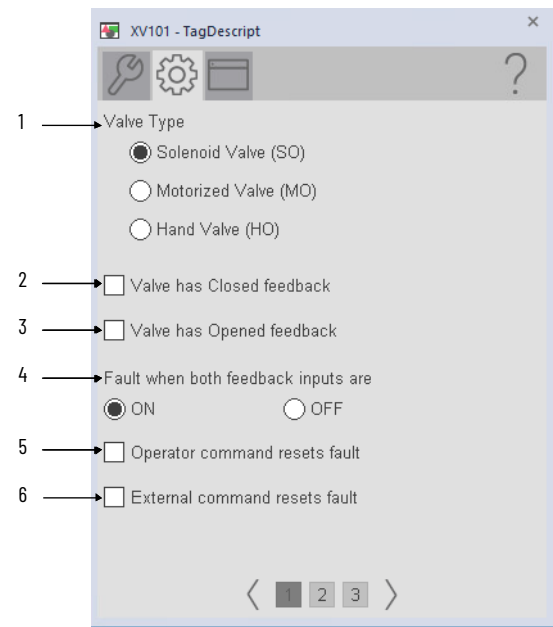 XV101 - TagDescript
×
?
1
Valve Type
Solenoid Valve (SO)
Motorized Valve (MO)
Hand Valve (HO)
2
Valve has Closed feedback
3
Valve has Opened feedback
4
Fault when both feedback inputs are
ON OFF
5
Operator command resets fault
6
External command resets fault
1 2 3